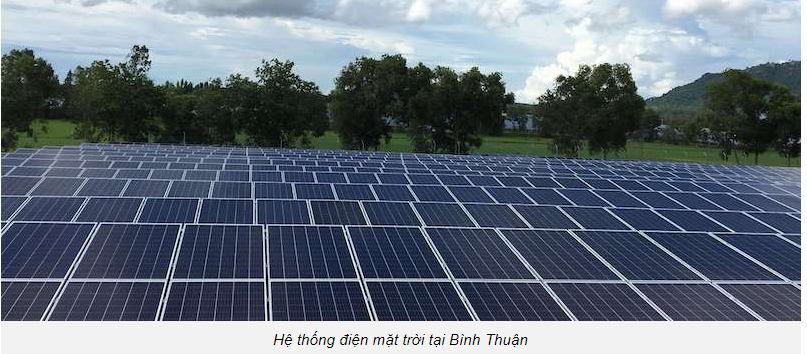 Hệ thống điện mặt trời tại Bình Thuận